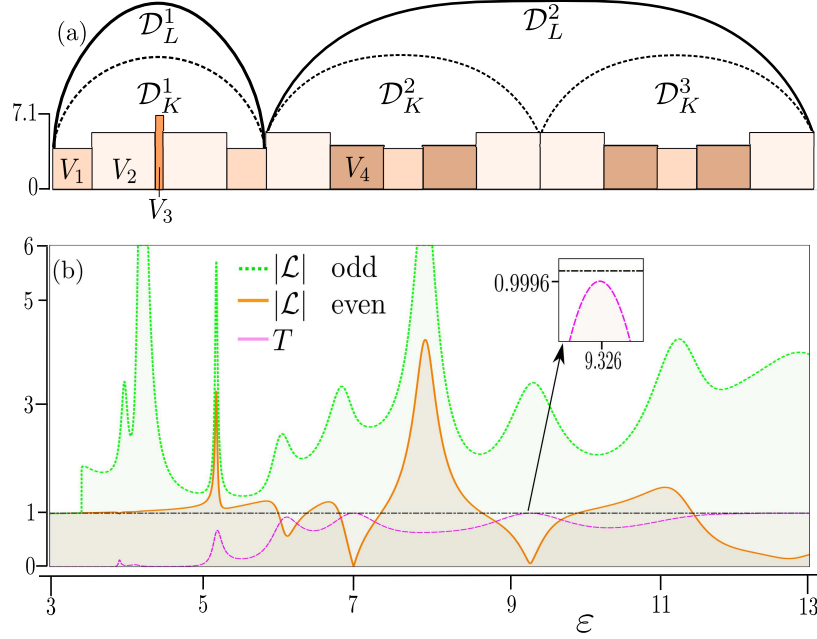 (a)
𝒟_L^1
𝒟_L^2
𝒟_K^1
𝒟_K^2
𝒟_K^3
7.1
0
V_1
V_2
V_4
V_3
(b)
|ℒ| odd
|ℒ| even
T
0.9996
9.326
6
5
3
1
0
3
5
7
9
11
13
ε